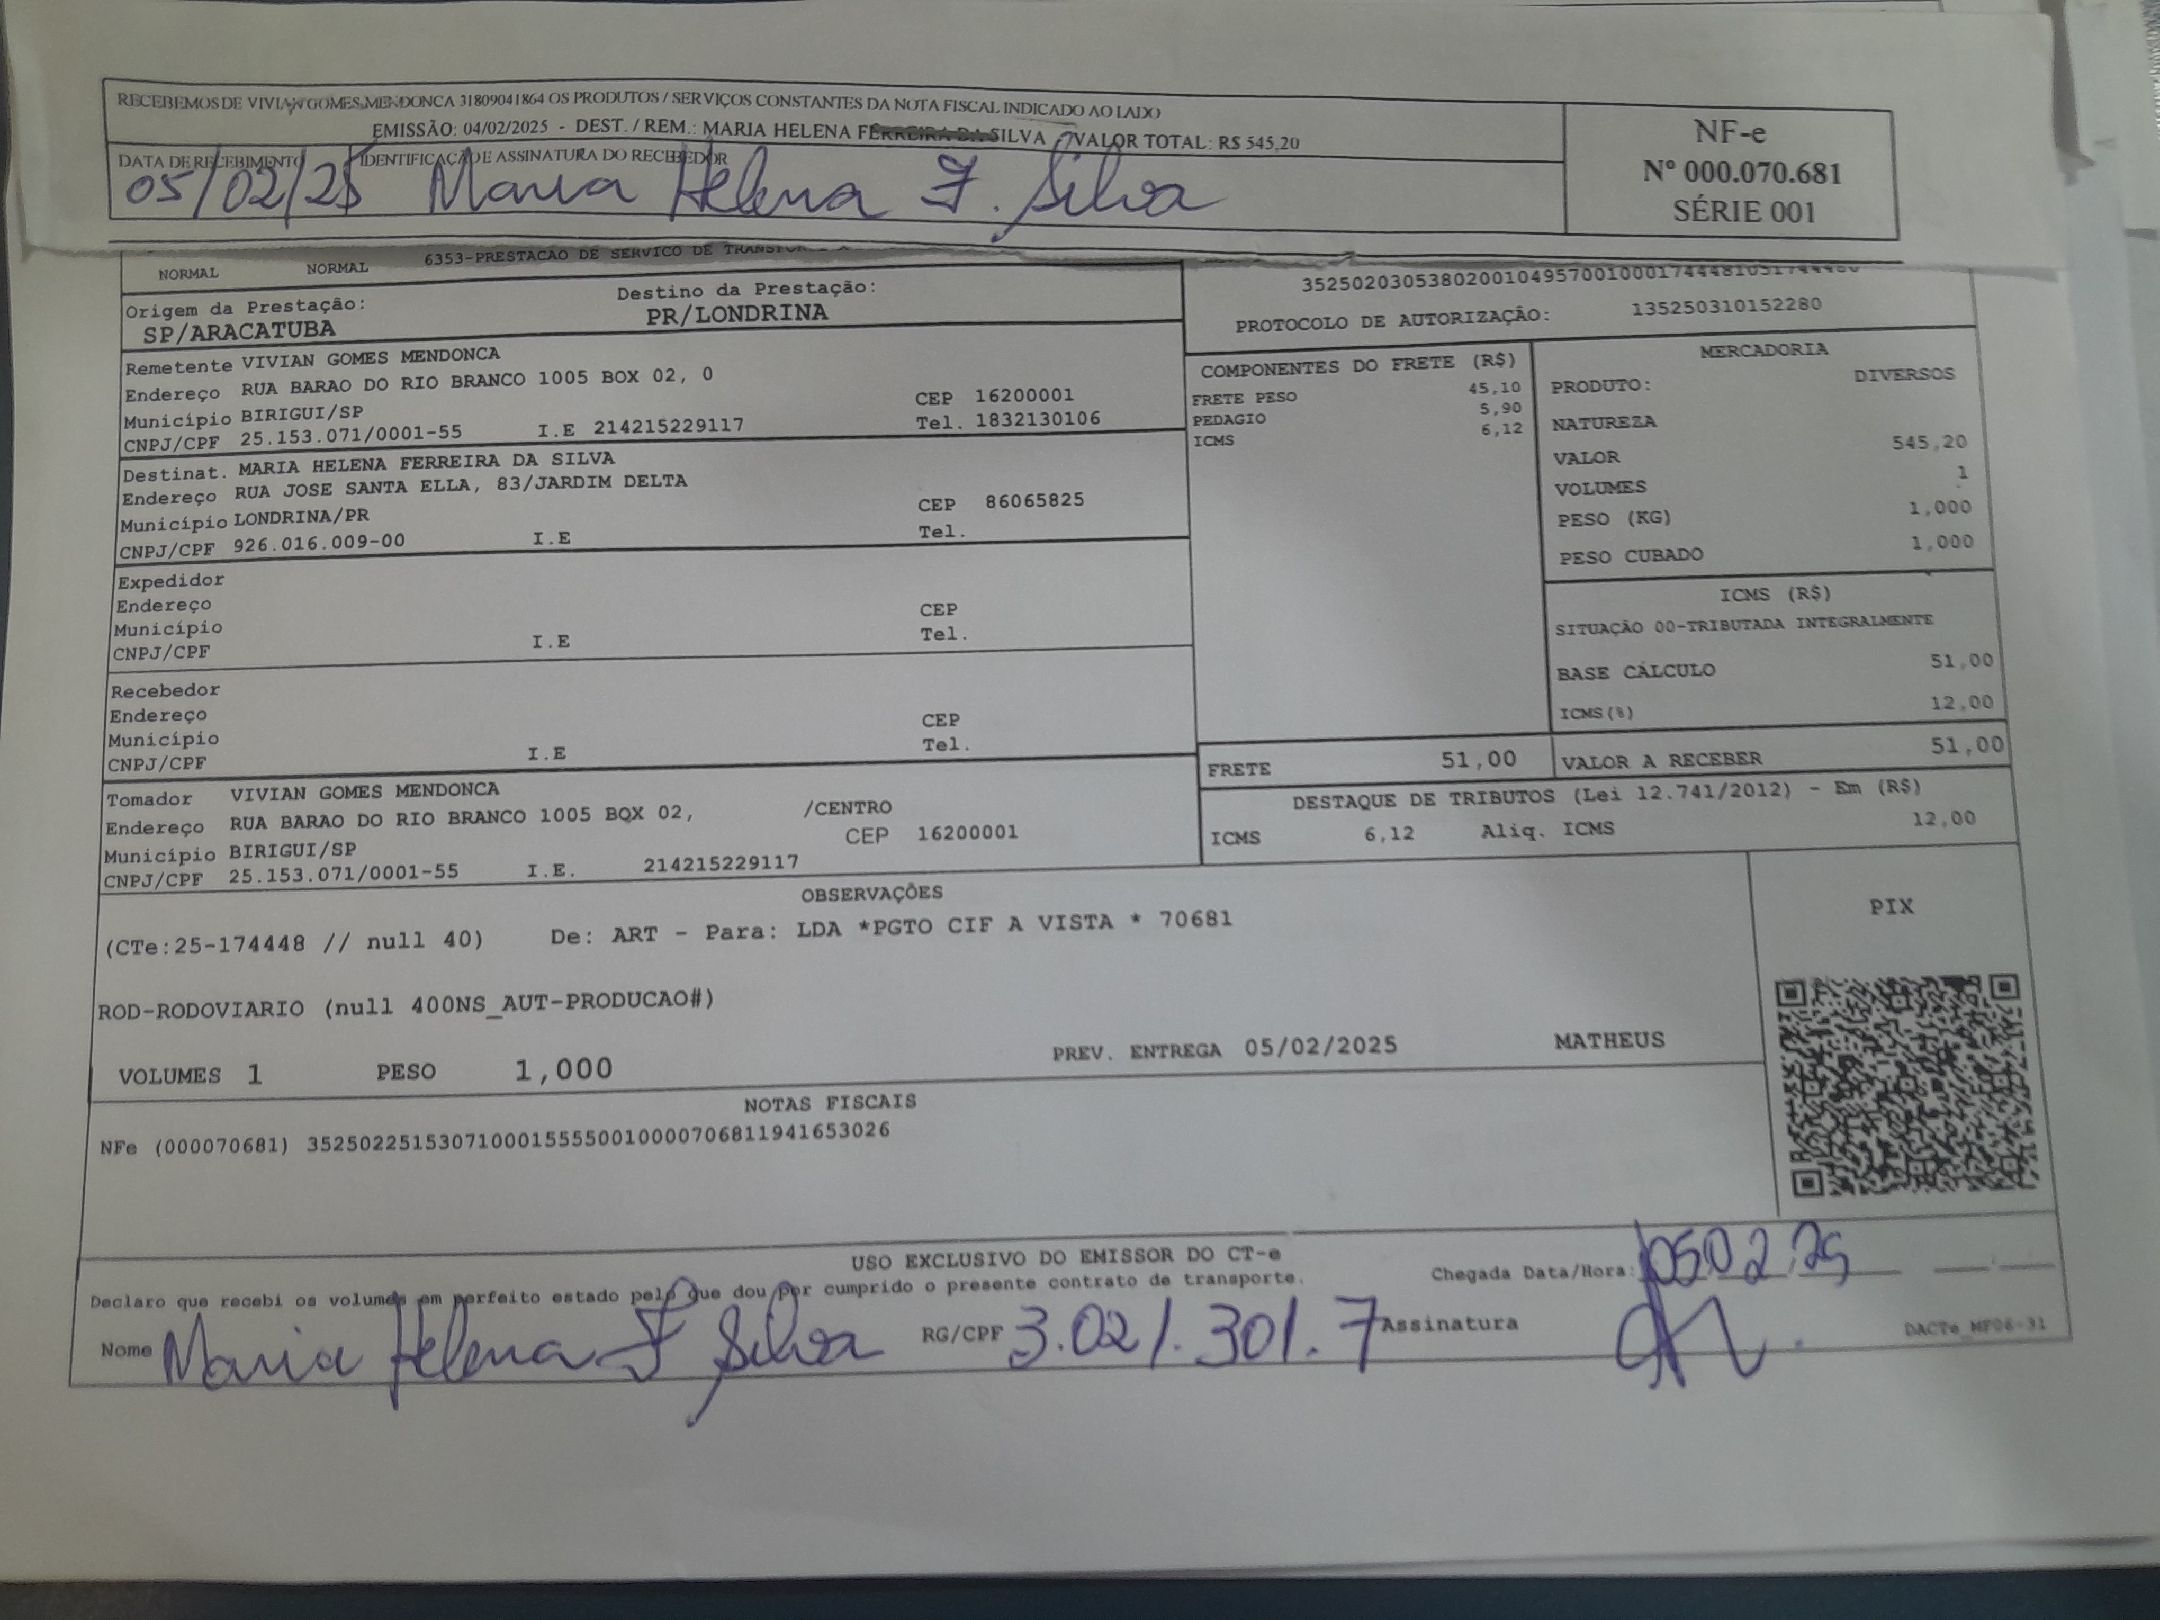 RECEBEMOS DE VIVIAN GOMES MENDONCA 31809041864 OS PRODUTOS / SERVIÇOS CONSTANTES DA NOTA FISCAL INDICADO AO LADO
EMISSÃO: 04/02/2025 - DEST. / REM.: MARIA HELENA FERREIRA DA SILVA VALOR TOTAL: R$ 545,20
DATA DE RECEBIMENTO IDENTIFICAÇÃO E ASSINATURA DO RECEBEDOR
05/02/25 Maria Helena F. Silva
NF-e
Nº 000.070.681
SÉRIE 001
NORMAL NORMAL 6353-PRESTACAO DE SERVICO DE
Origem da Prestação: Destino da Prestação:
SP/ARACATUBA PR/LONDRINA
PROTOCOLO DE AUTORIZAÇÃO: 135250310152280
Remetente VIVIAN GOMES MENDONCA
Endereço RUA BARAO DO RIO BRANCO 1005 BOX 02, 0
CEP 16200001
Município BIRIGUI/SP
Tel. 1832130106
CNPJ/CPF 25.153.071/0001-55 I.E 214215229117
Destinat. MARIA HELENA FERREIRA DA SILVA
Endereço RUA JOSE SANTA ELLA, 83/JARDIM DELTA
CEP 86065825
Município LONDRINA/PR
Tel.
CNPJ/CPF 926.016.009-00 I.E
Expedidor
Endereço CEP
Município Tel.
CNPJ/CPF I.E
Recebedor
Endereço CEP
Município Tel.
CNPJ/CPF I.E
Tomador VIVIAN GOMES MENDONCA
Endereço RUA BARAO DO RIO BRANCO 1005 BOX 02, /CENTRO
Município BIRIGUI/SP CEP 16200001
CNPJ/CPF 25.153.071/0001-55 I.E. 214215229117
COMPONENTES DO FRETE (R$)
FRETE PESO 45,10
PEDAGIO 5,90
ICMS 6,12
MERCADORIA
PRODUTO: DIVERSOS
NATUREZA
VALOR 545,20
VOLUMES 1
PESO (KG) 1,000
PESO CUBADO 1,000
ICMS (R$)
SITUAÇÃO 00-TRIBUTADA INTEGRALMENTE
BASE CÁLCULO 51,00
ICMS(%) 12,00
FRETE 51,00 VALOR A RECEBER 51,00
DESTAQUE DE TRIBUTOS (Lei 12.741/2012) - Em (R$)
ICMS 6,12 Aliq. ICMS 12,00
OBSERVAÇÕES
(CTe:25-174448 // null 40) De: ART - Para: LDA *PGTO CIF A VISTA * 70681
ROD-RODOVIARIO (null 400NS_AUT-PRODUCAO#)
VOLUMES 1 PESO 1,000 PREV. ENTREGA 05/02/2025 MATHEUS
PIX
NOTAS FISCAIS
NFe (000070681) 35250225153071000155550010000706811941653026
USO EXCLUSIVO DO EMISSOR DO CT-e
Declaro que recebi os volumes em perfeito estado pelo que dou por cumprido o presente contrato de transporte.
Chegada Data/Hora: 05 02 25
Nome Maria Helena F Silva RG/CPF 3.021.301.7 Assinatura
DACTe_MF06-31